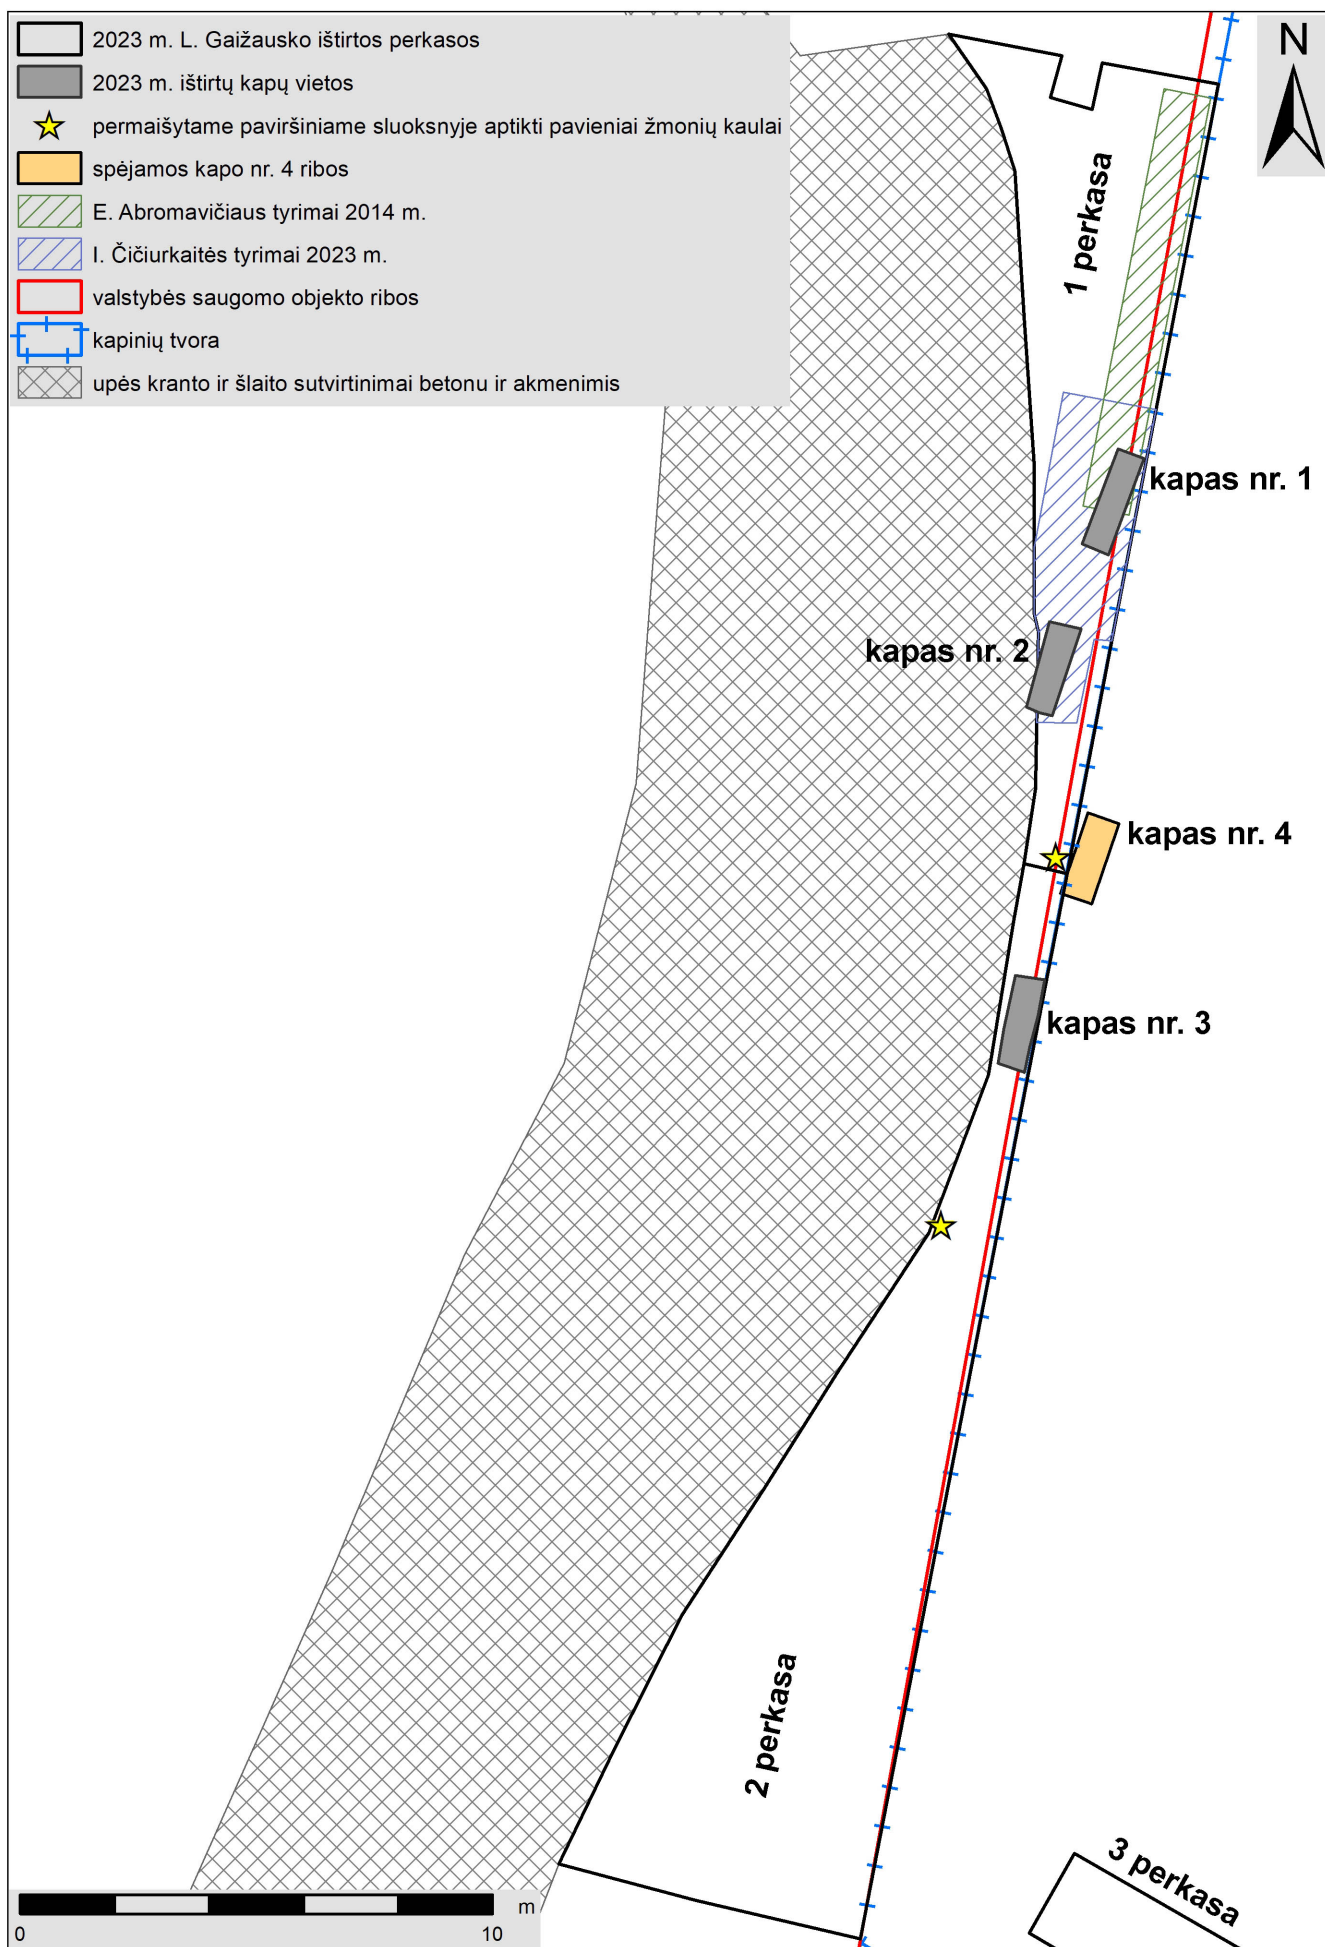 2023 m. L. Gaižausko ištirtos perkasos
2023 m. ištirtų kapų vietos
permaišytame paviršiniame sluoksnyje aptikti pavieniai žmonių kaulai
spėjamos kapo nr. 4 ribos
E. Abromavičiaus tyrimai 2014 m.
I. Čičiurkaitės tyrimai 2023 m.
valstybės saugomo objekto ribos
kapinių tvora
upės kranto ir šlaito sutvirtinimai betonu ir akmenimis
N
1 perkasa
kapas nr. 1
kapas nr. 2
kapas nr. 4
kapas nr. 3
2 perkasa
3 perkasa
m
0 10